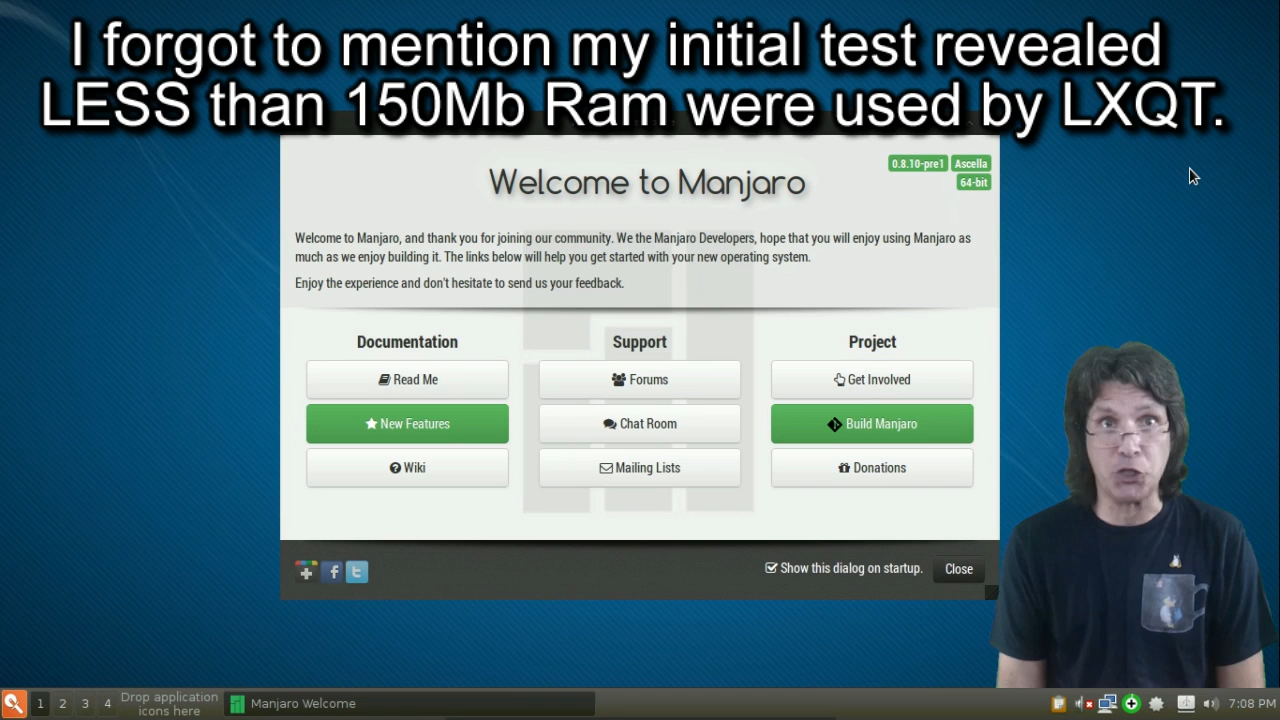 I forgot to mention my initial test revealed
LESS than 150Mb Ram were used by LXQT.
Welcome to Manjaro
0.8.10-pre1 Ascella
64-bit
Welcome to Manjaro, and thank you for joining our community. We the Manjaro Developers, hope that you will enjoy using Manjaro as
much as we enjoy building it. The links below will help you get started with your new operating system.
Enjoy the experience and don't hesitate to send us your feedback.
Documentation Support Project
Read Me Forums Get Involved
New Features Chat Room Build Manjaro
Wiki Mailing Lists Donations
Show this dialog on startup. Close
1 2 3 4 Drop application
icons here
Manjaro Welcome
7:08 PM